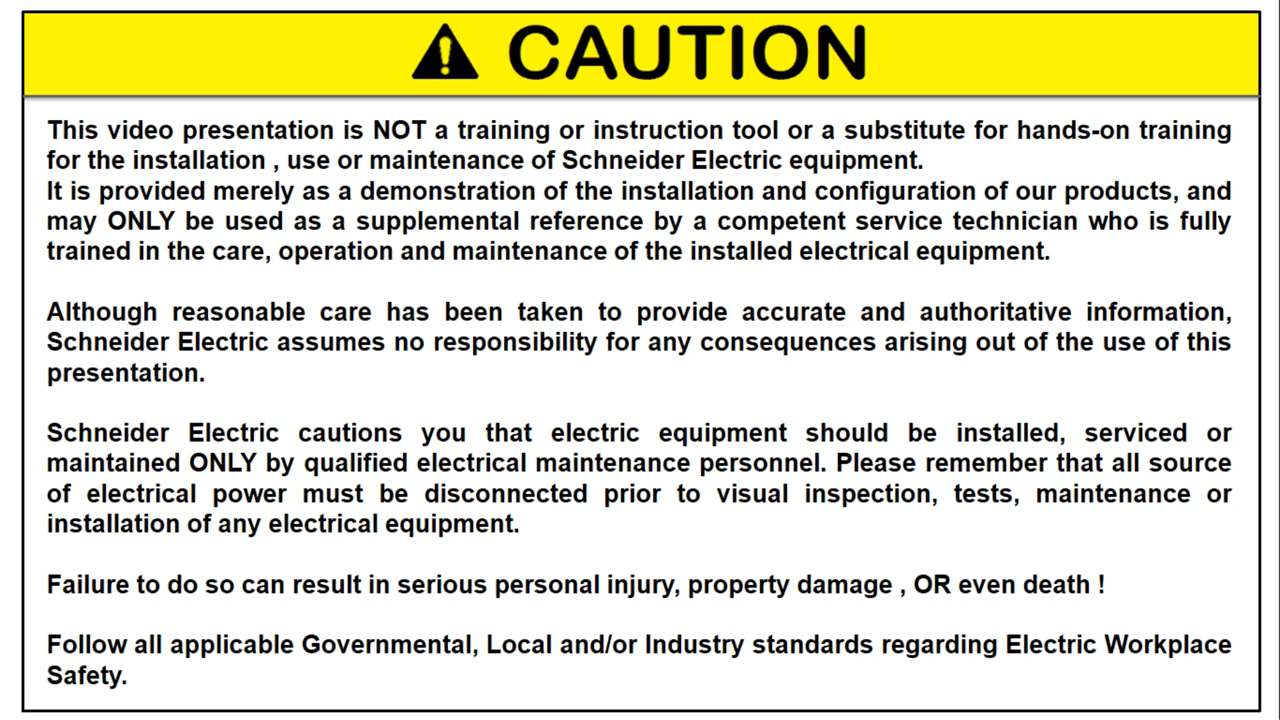 CAUTION
This video presentation is NOT a training or instruction tool or a substitute for hands-on training
for the installation , use or maintenance of Schneider Electric equipment.
It is provided merely as a demonstration of the installation and configuration of our products, and
may ONLY be used as a supplemental reference by a competent service technician who is fully
trained in the care, operation and maintenance of the installed electrical equipment.
Although reasonable care has been taken to provide accurate and authoritative information,
Schneider Electric assumes no responsibility for any consequences arising out of the use of this
presentation.
Schneider Electric cautions you that electric equipment should be installed, serviced or
maintained ONLY by qualified electrical maintenance personnel. Please remember that all source
of electrical power must be disconnected prior to visual inspection, tests, maintenance or
installation of any electrical equipment.
Failure to do so can result in serious personal injury, property damage , OR even death !
Follow all applicable Governmental, Local and/or Industry standards regarding Electric Workplace
Safety.